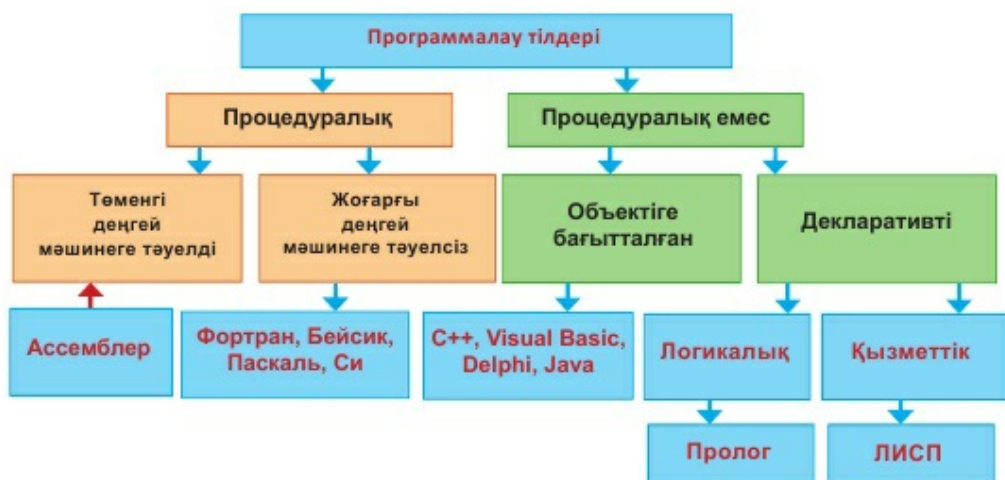 Программалау тілдері
Процедуралық
Процедуралық емес
Төменгі
деңгей
мәшинеге тәуелді
Жоғарғы
деңгей
мәшинеге тәуелсіз
Объектіге
бағытталған
Декларативті
Ассемблер
Фортран, Бейсик,
Паскаль, Си
C++, Visual Basic,
Delphi, Java
Логикалық
Қызметтік
Пролог
ЛИСП